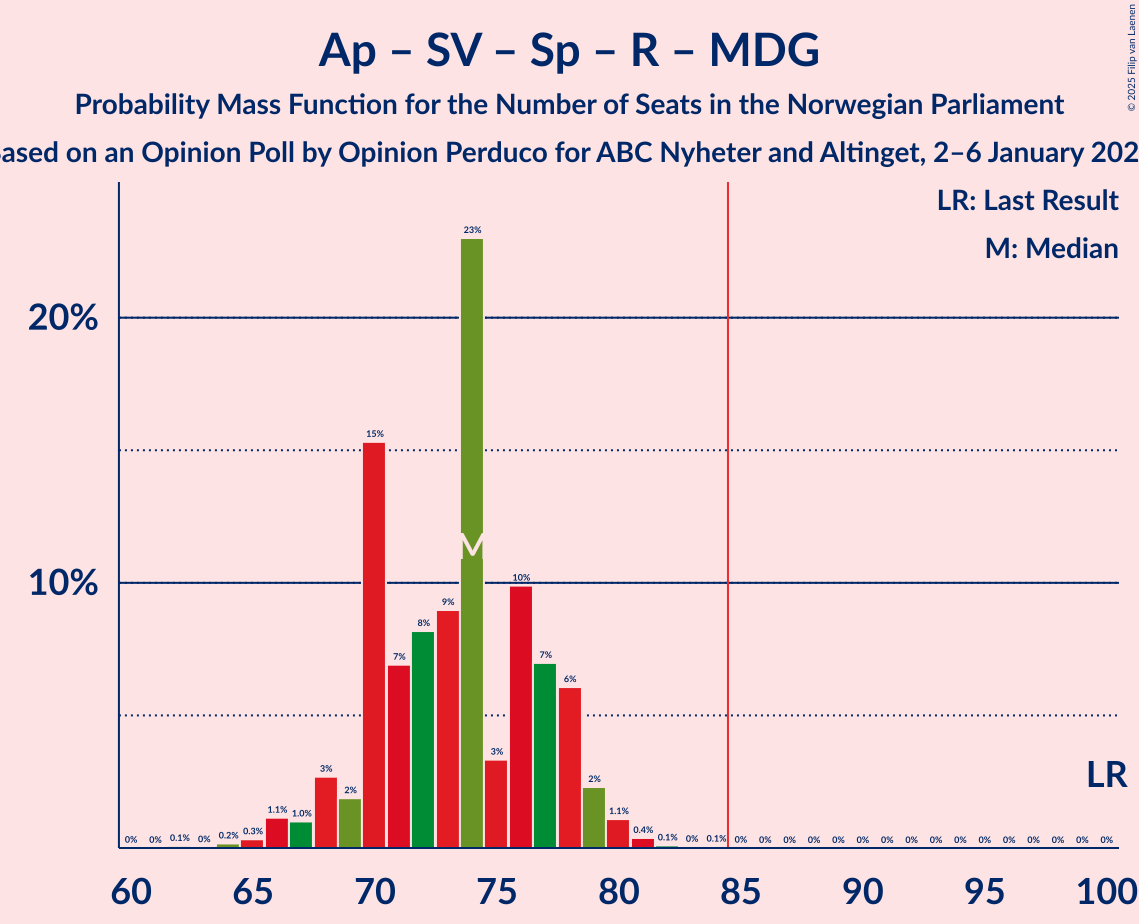 Ap – SV – Sp – R – MDG
Probability Mass Function for the Number of Seats in the Norwegian Parliament
on an Opinion Poll by Opinion Perduco for ABC Nyheter and Altinget, 2–6 January
© 2025 Filip van Laenen
LR: Last Result
M: Median
20%
10%
0% 0% 0.1% 0% 0.2% 0.3% 1.1% 1.0% 3% 2% 15% 7% 8% 9% 23% 3% 10% 7% 6% 2% 1.1% 0.4% 0.1% 0% 0.1% 0% 0% 0% 0% 0% 0% 0% 0% 0% 0% 0% 0% 0% 0% 0% 0%
M
LR
60 65 70 75 80 85 90 95 100